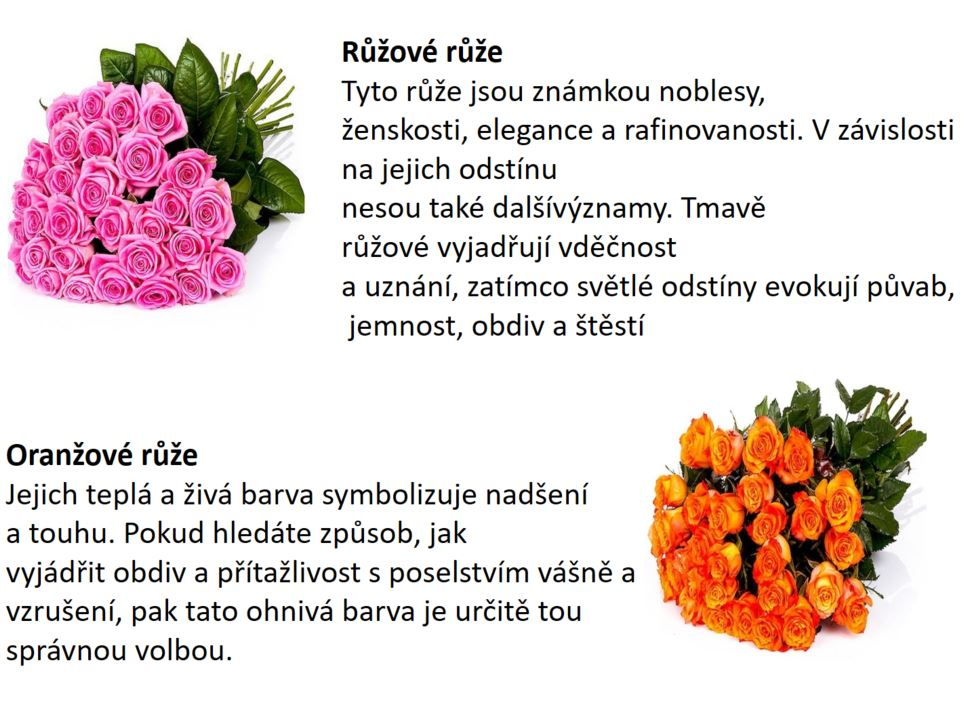 Růžové růže
Tyto růže jsou známkou noblesy,
ženskosti, elegance a rafinovanosti. V závislosti
na jejich odstínu
nesou také dalšívýznamy. Tmavě
růžové vyjadřují vděčnost
a uznání, zatímco světlé odstíny evokují půvab,
jemnost, obdiv a štěstí
Oranžové růže
Jejich teplá a živá barva symbolizuje nadšení
a touhu. Pokud hledáte způsob, jak
vyjádřit obdiv a přítažlivost s poselstvím vášně a
vzrušení, pak tato ohnivá barva je určitě tou
správnou volbou.